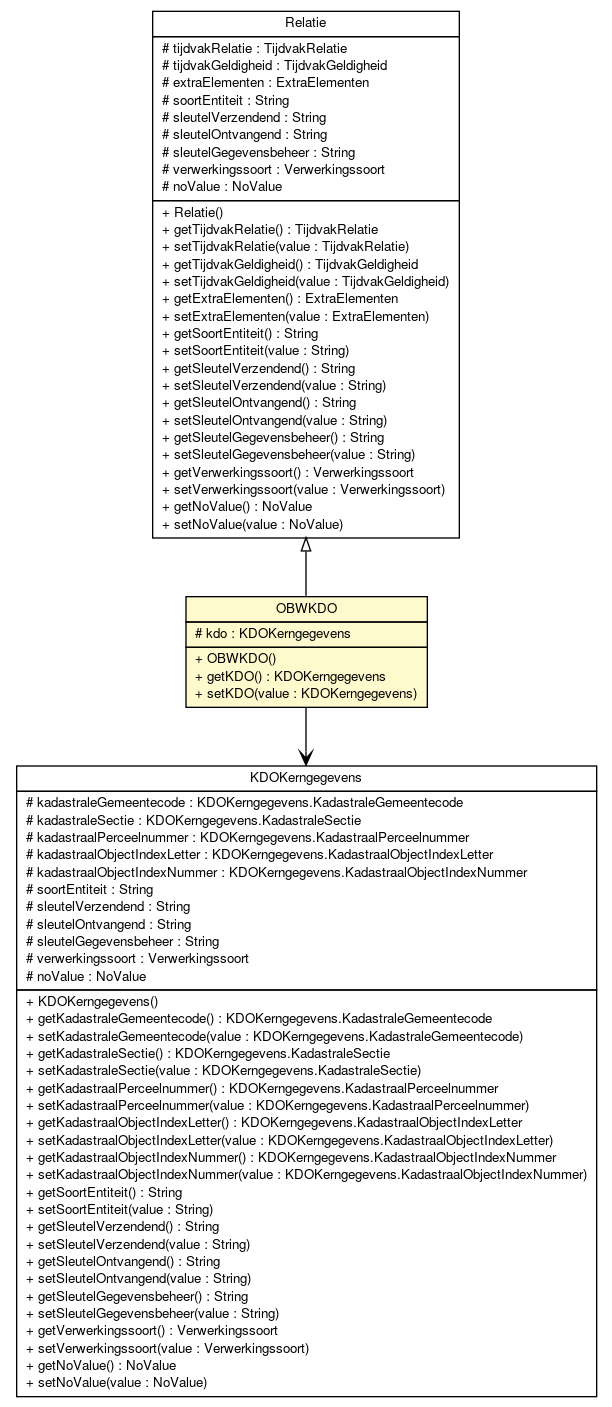 Relatie
# tijdvakRelatie : TijdvakRelatie
# tijdvakGeldigheid : TijdvakGeldigheid
# extraElementen : ExtraElementen
# soortEntiteit : String
# sleutelVerzendend : String
# sleutelOntvangend : String
# sleutelGegevensbeheer : String
# verwerkingssoort : Verwerkingssoort
# noValue : NoValue
+ Relatie()
+ getTijdvakRelatie() : TijdvakRelatie
+ setTijdvakRelatie(value : TijdvakRelatie)
+ getTijdvakGeldigheid() : TijdvakGeldigheid
+ setTijdvakGeldigheid(value : TijdvakGeldigheid)
+ getExtraElementen() : ExtraElementen
+ setExtraElementen(value : ExtraElementen)
+ getSoortEntiteit() : String
+ setSoortEntiteit(value : String)
+ getSleutelVerzendend() : String
+ setSleutelVerzendend(value : String)
+ getSleutelOntvangend() : String
+ setSleutelOntvangend(value : String)
+ getSleutelGegevensbeheer() : String
+ setSleutelGegevensbeheer(value : String)
+ getVerwerkingssoort() : Verwerkingssoort
+ setVerwerkingssoort(value : Verwerkingssoort)
+ getNoValue() : NoValue
+ setNoValue(value : NoValue)
OBWKDO
# kdo : KDOKerngegevens
+ OBWKDO()
+ getKDO() : KDOKerngegevens
+ setKDO(value : KDOKerngegevens)
KDOKerngegevens
# kadastraleGemeentecode : KDOKerngegevens.KadastraleGemeentecode
# kadastraleSectie : KDOKerngegevens.KadastraleSectie
# kadastraalPerceelnummer : KDOKerngegevens.KadastraalPerceelnummer
# kadastraalObjectIndexLetter : KDOKerngegevens.KadastraalObjectIndexLetter
# kadastraalObjectIndexNummer : KDOKerngegevens.KadastraalObjectIndexNummer
# soortEntiteit : String
# sleutelVerzendend : String
# sleutelOntvangend : String
# sleutelGegevensbeheer : String
# verwerkingssoort : Verwerkingssoort
# noValue : NoValue
+ KDOKerngegevens()
+ getKadastraleGemeentecode() : KDOKerngegevens.KadastraleGemeentecode
+ setKadastraleGemeentecode(value : KDOKerngegevens.KadastraleGemeentecode)
+ getKadastraleSectie() : KDOKerngegevens.KadastraleSectie
+ setKadastraleSectie(value : KDOKerngegevens.KadastraleSectie)
+ getKadastraalPerceelnummer() : KDOKerngegevens.KadastraalPerceelnummer
+ setKadastraalPerceelnummer(value : KDOKerngegevens.KadastraalPerceelnummer)
+ getKadastraalObjectIndexLetter() : KDOKerngegevens.KadastraalObjectIndexLetter
+ setKadastraalObjectIndexLetter(value : KDOKerngegevens.KadastraalObjectIndexLetter)
+ getKadastraalObjectIndexNummer() : KDOKerngegevens.KadastraalObjectIndexNummer
+ setKadastraalObjectIndexNummer(value : KDOKerngegevens.KadastraalObjectIndexNummer)
+ getSoortEntiteit() : String
+ setSoortEntiteit(value : String)
+ getSleutelVerzendend() : String
+ setSleutelVerzendend(value : String)
+ getSleutelOntvangend() : String
+ setSleutelOntvangend(value : String)
+ getSleutelGegevensbeheer() : String
+ setSleutelGegevensbeheer(value : String)
+ getVerwerkingssoort() : Verwerkingssoort
+ setVerwerkingssoort(value : Verwerkingssoort)
+ getNoValue() : NoValue
+ setNoValue(value : NoValue)